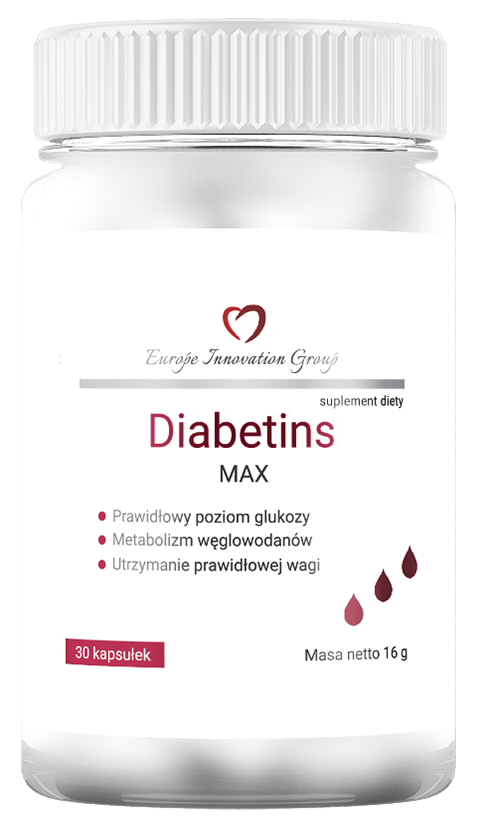 Europe Innovation Group
suplement diety
Diabetins
MAX
Prawidłowy poziom glukozy
Metabolizm węglowodanów
Utrzymanie prawidłowej wagi
30 kapsułek
Masa netto 16 g